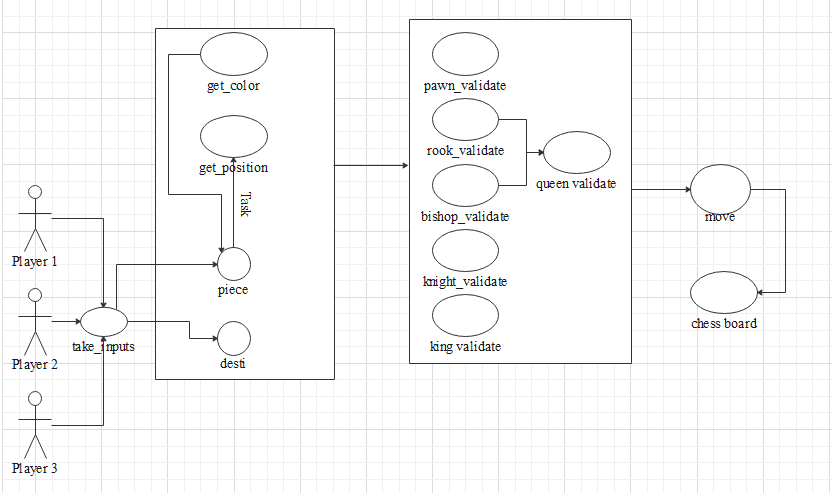 get_color
get_position
Task
piece
desti
Player 1
Player 2
take_inputs
Player 3
pawn_validate
rook_validate
bishop_validate
queen validate
knight_validate
king validate
move
chess board